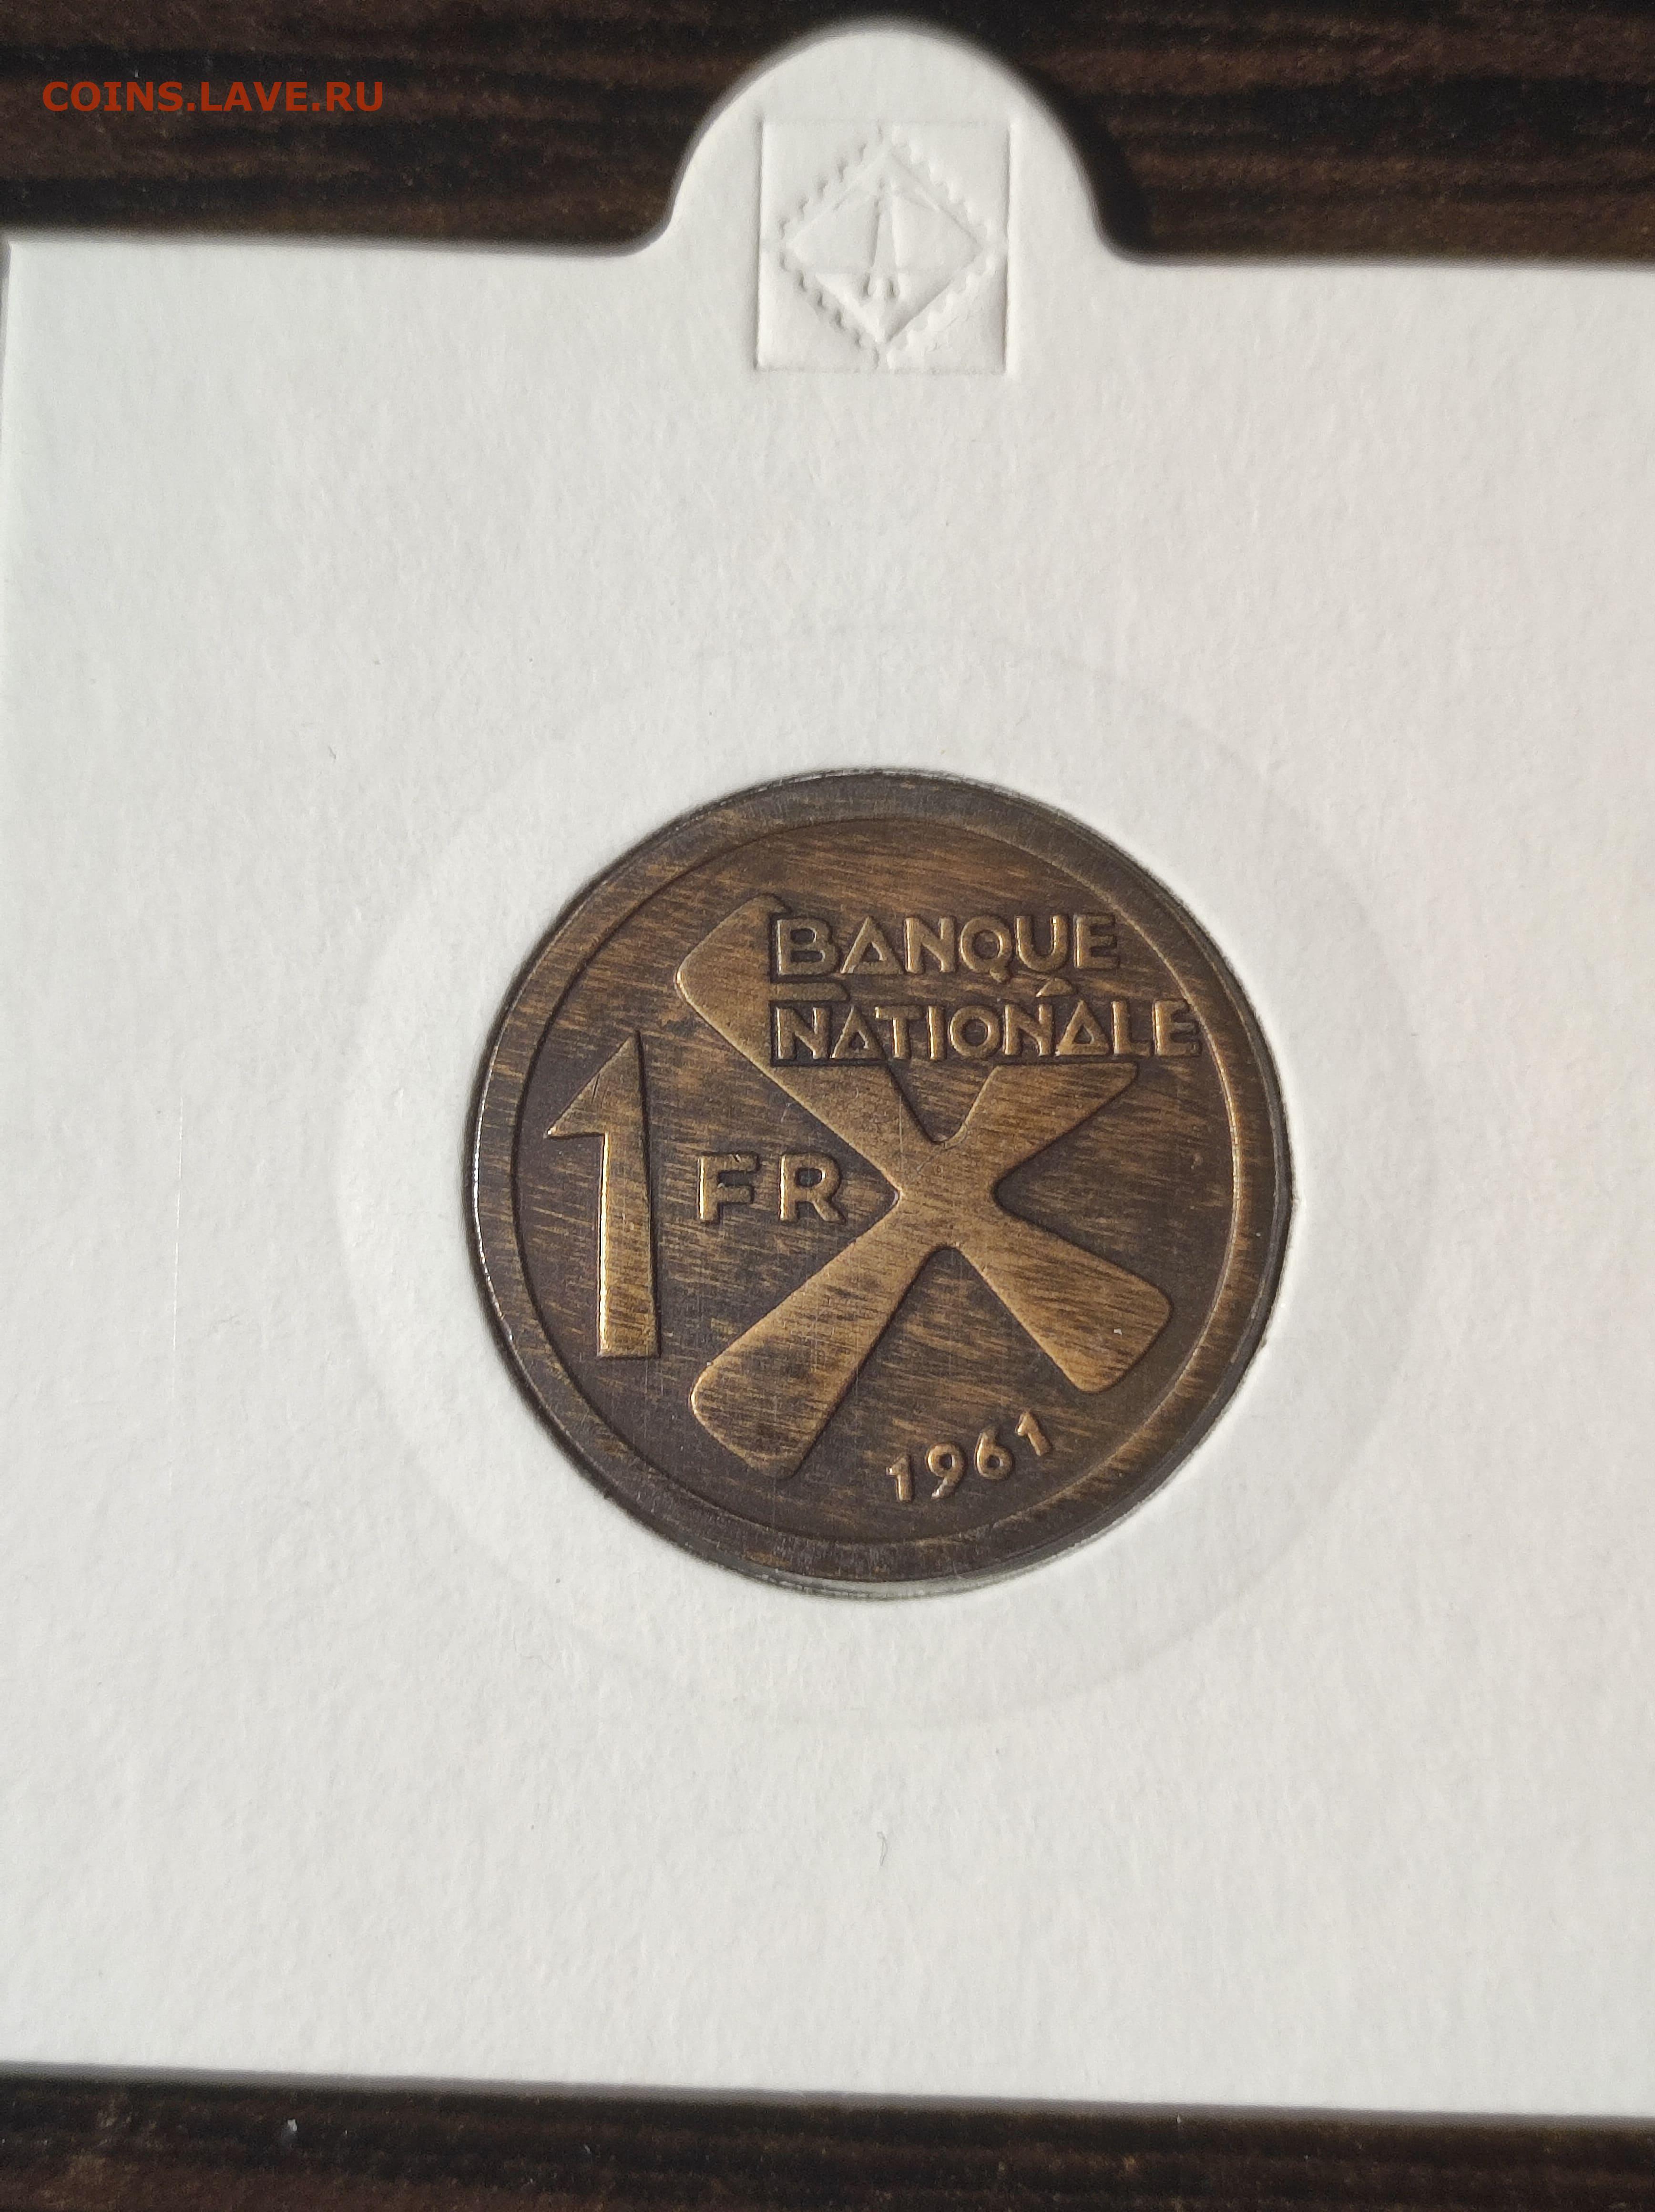 COINS.LAVE.RU
BANQUE
NATIONALE
1 FR
1961